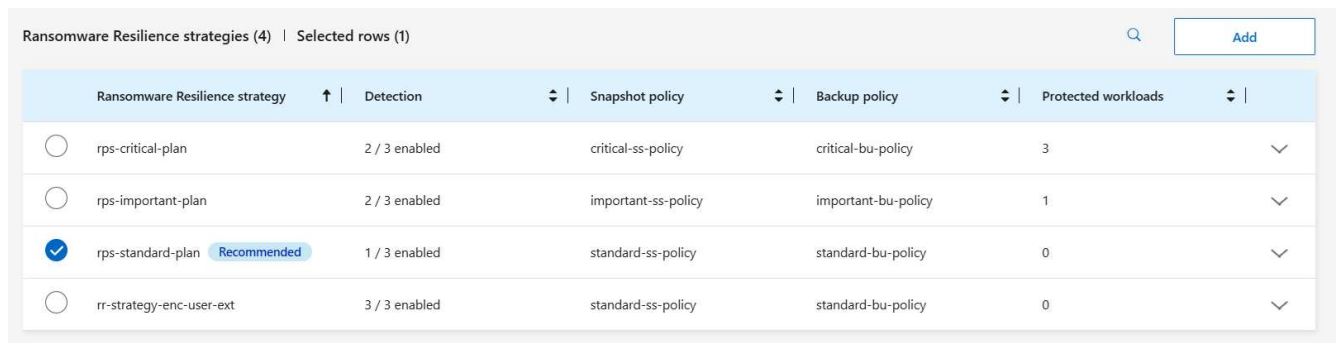 Ransomware Resilience strategies (4) | Selected rows (1) Add
Ransomware Resilience strategy Detection Snapshot policy Backup policy Protected workloads
rps-critical-plan 2 / 3 enabled critical-ss-policy critical-bu-policy 3
rps-important-plan 2 / 3 enabled important-ss-policy important-bu-policy 1
rps-standard-plan Recommended 1 / 3 enabled standard-ss-policy standard-bu-policy 0
rr-strategy-enc-user-ext 3 / 3 enabled standard-ss-policy standard-bu-policy 0